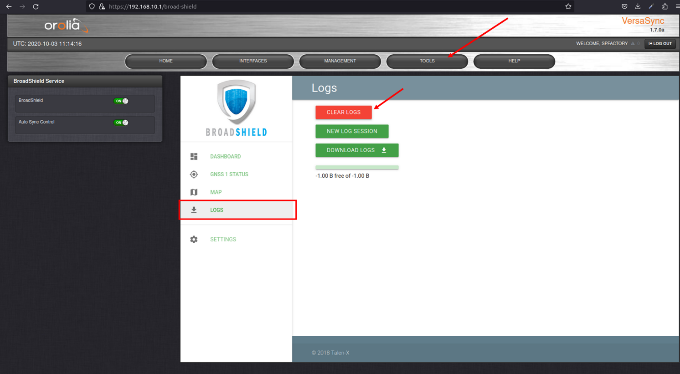 https://192.168.10.1/broad-shield
orolia
VersaSync
1.7.0a
UTC: 2020-10-03 11:14:16
WELCOME, SPFACTORY
LOG OUT
HOME
INTERFACES
MANAGEMENT
TOOLS
HELP
BroadShield Service
BroadShield
ON
Auto Sync Control
ON
BROADSHIELD
DASHBOARD
GNSS 1 STATUS
MAP
LOGS
SETTINGS
Logs
CLEAR LOGS
NEW LOG SESSION
DOWNLOAD LOGS
-1.00 B free of -1.00 B
© 2018 Talen-X